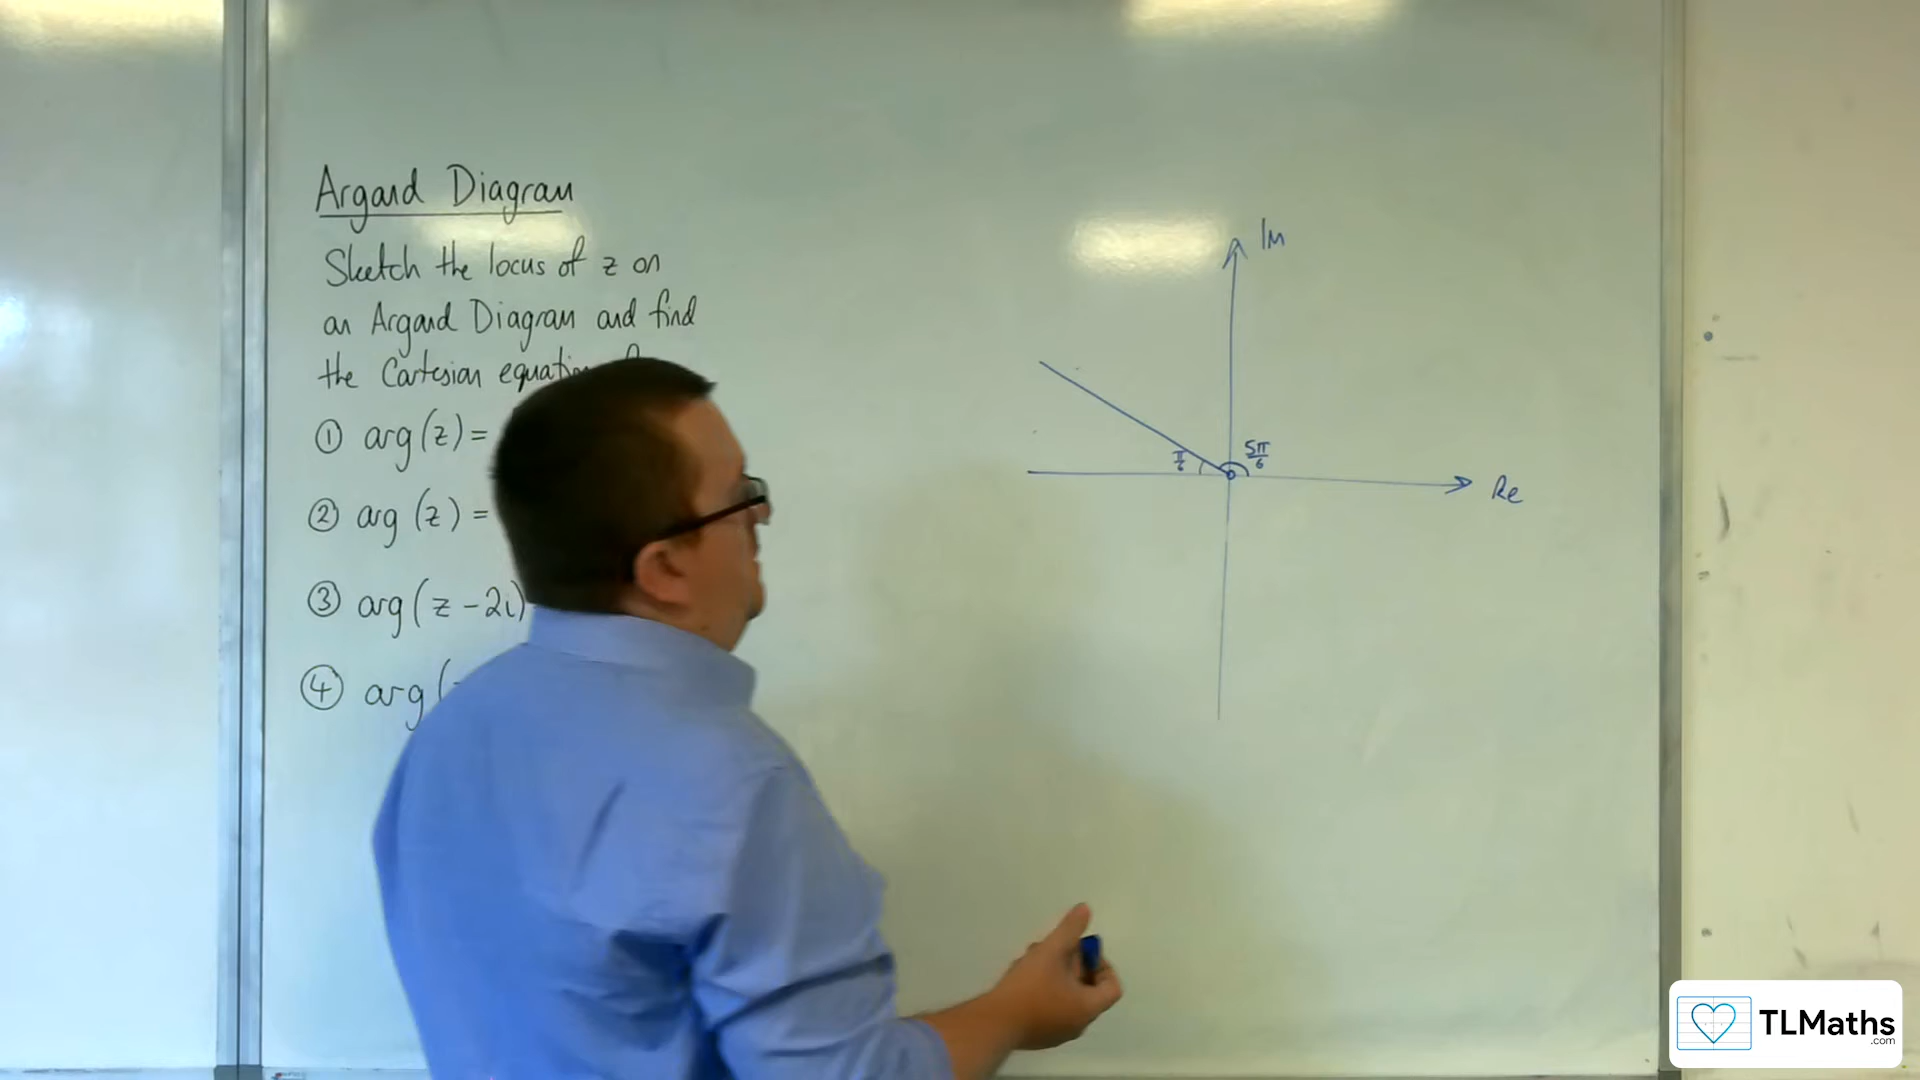 Argand Diagram
Sketch the locus of z on
an Argand Diagram and find
the Cartesian
① arg(z) =
② arg (z) =
③ arg(z - 2i)
④ arg(
Im
5π/6
π/6
Re
TLMaths
.com